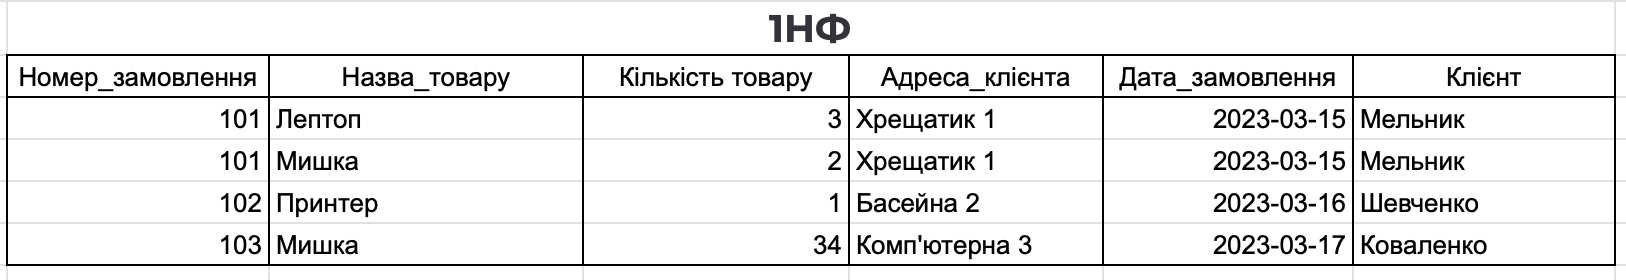 1НФ
Номер_замовлення Назва_товару Кількість товару Адреса_клієнта Дата_замовлення Клієнт
101 Лептоп 3 Хрещатик 1 2023-03-15 Мельник
101 Мишка 2 Хрещатик 1 2023-03-15 Мельник
102 Принтер 1 Басейна 2 2023-03-16 Шевченко
103 Мишка 34 Комп'ютерна 3 2023-03-17 Коваленко